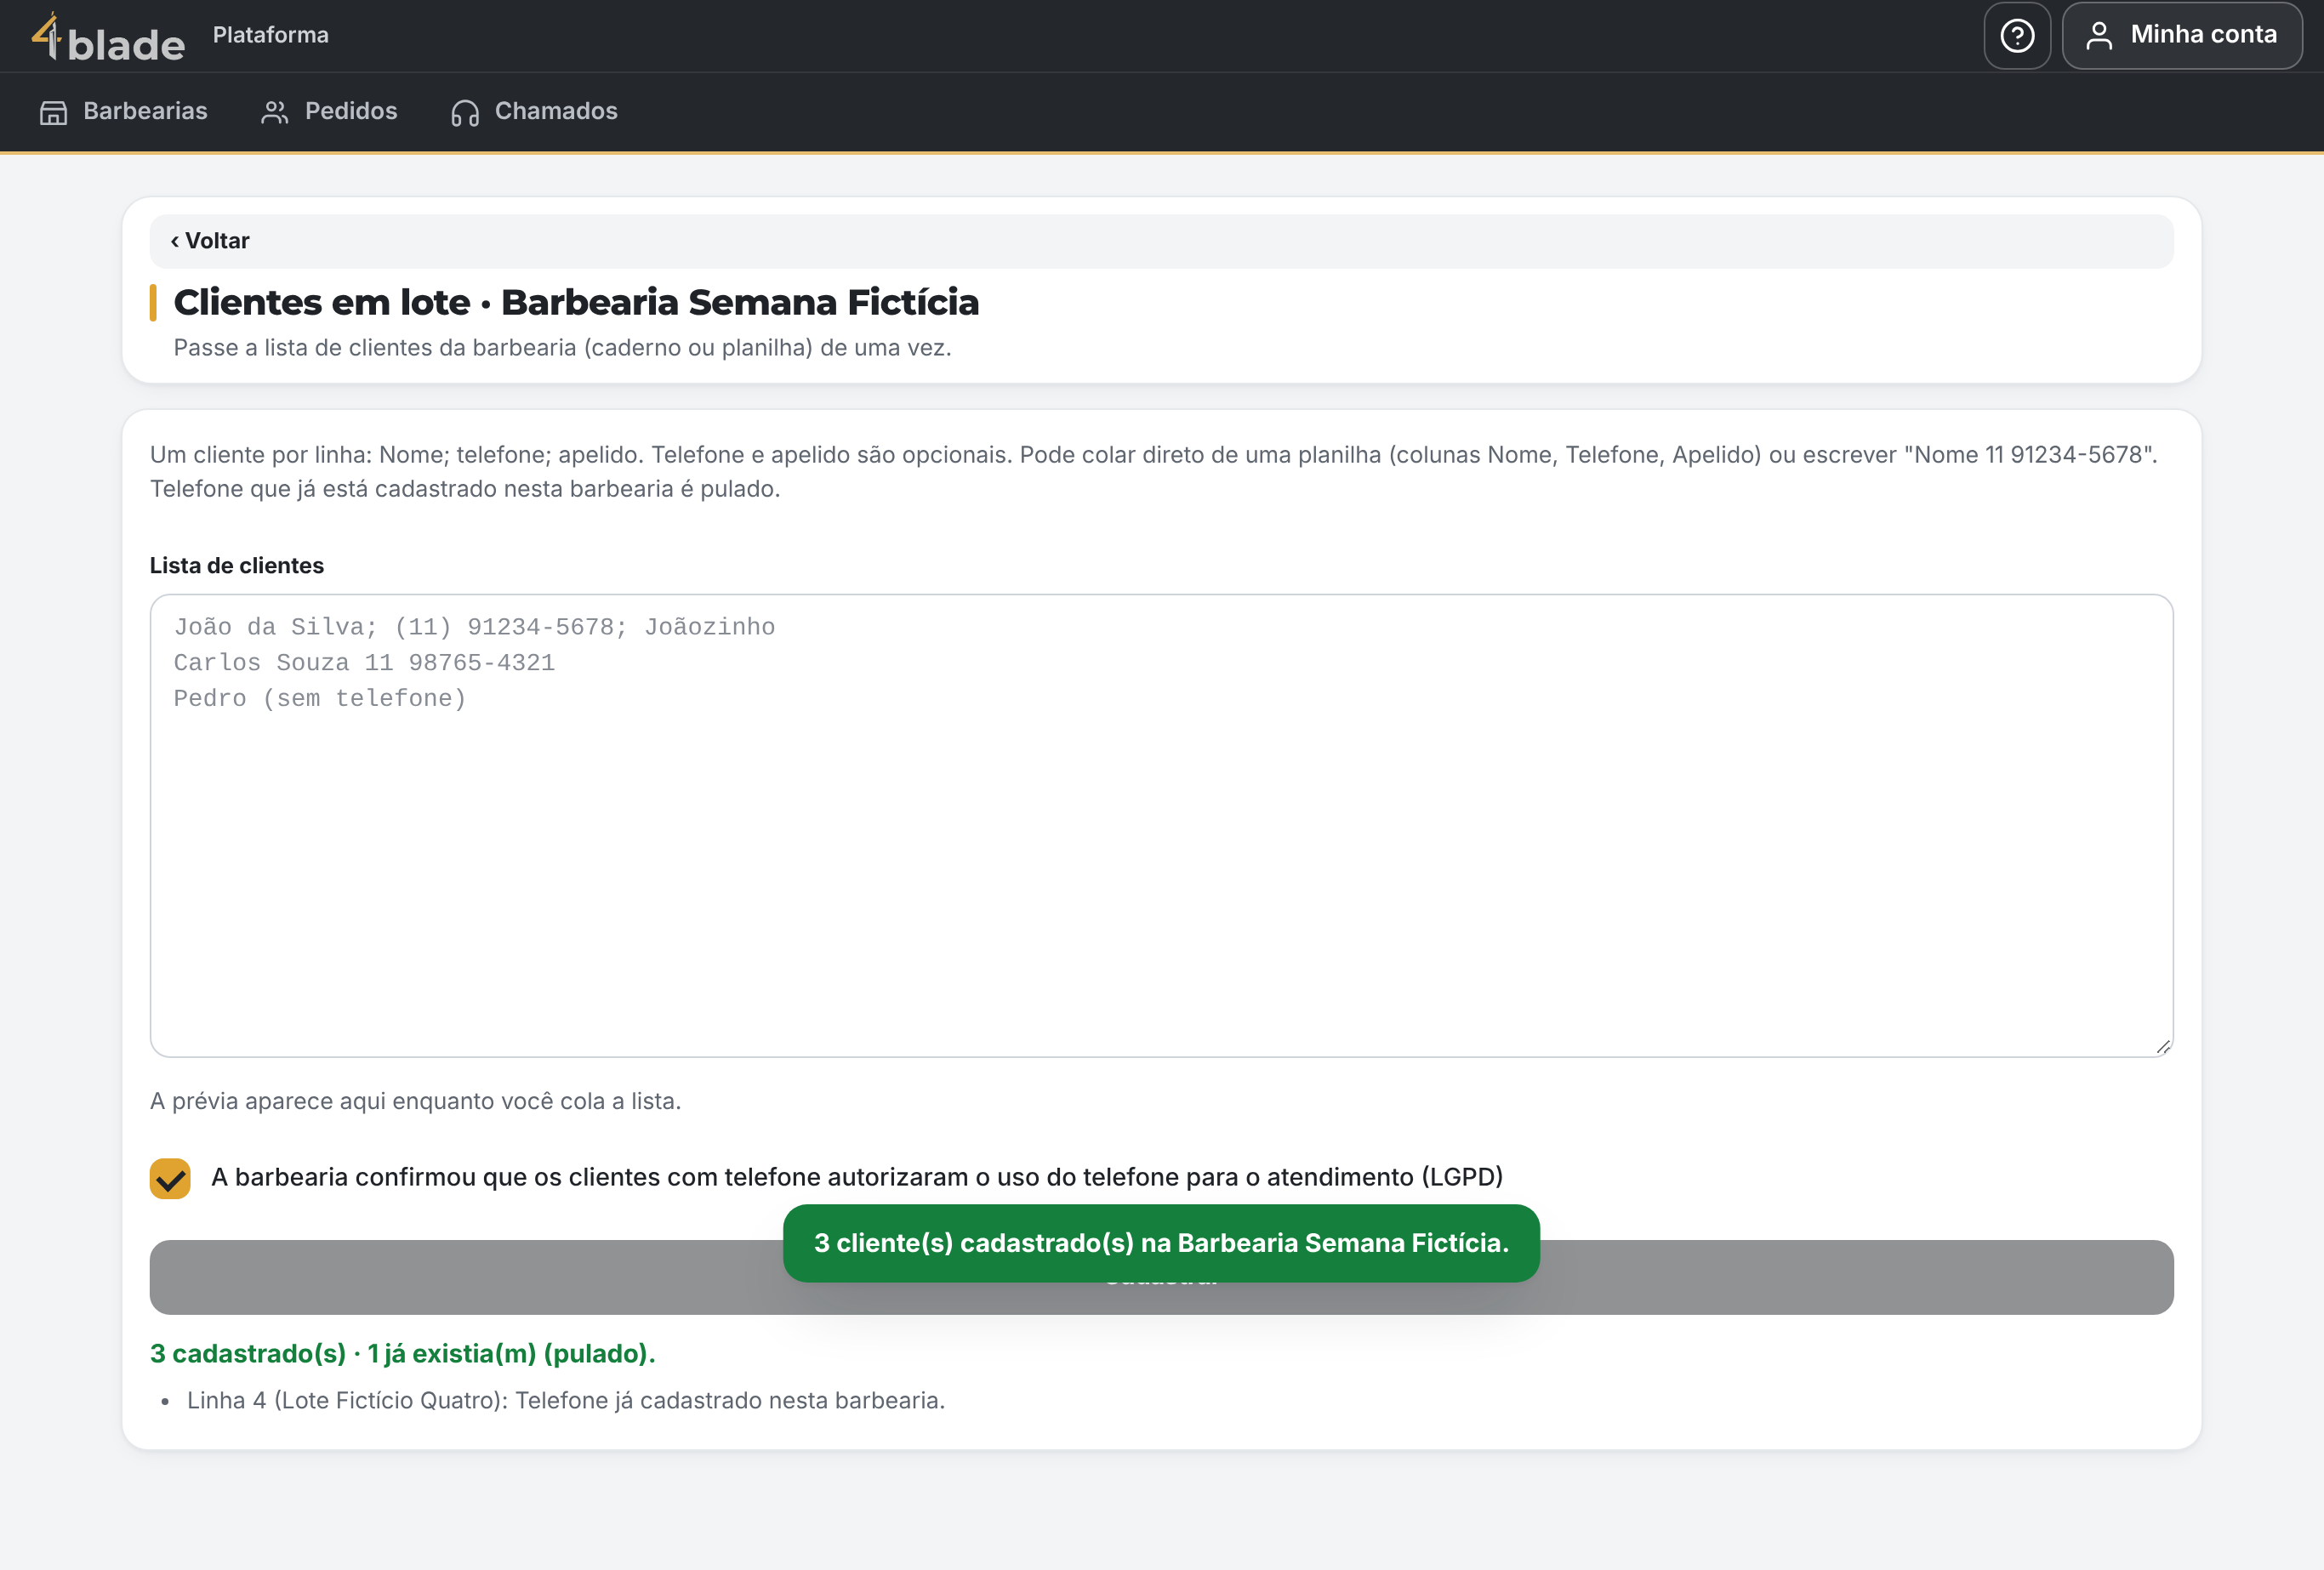 4blade Plataforma Minha conta
Barbearias Pedidos Chamados
‹ Voltar
Clientes em lote · Barbearia Semana Fictícia
Passe a lista de clientes da barbearia (caderno ou planilha) de uma vez.
Um cliente por linha: Nome; telefone; apelido. Telefone e apelido são opcionais. Pode colar direto de uma planilha (colunas Nome, Telefone, Apelido) ou escrever "Nome 11 91234-5678".
Telefone que já está cadastrado nesta barbearia é pulado.
Lista de clientes
João da Silva; (11) 91234-5678; Joãozinho
Carlos Souza 11 98765-4321
Pedro (sem telefone)
A prévia aparece aqui enquanto você cola a lista.
A barbearia confirmou que os clientes com telefone autorizaram o uso do telefone para o atendimento (LGPD)
3 cliente(s) cadastrado(s) na Barbearia Semana Fictícia.
3 cadastrado(s) · 1 já existia(m) (pulado).
• Linha 4 (Lote Fictício Quatro): Telefone já cadastrado nesta barbearia.